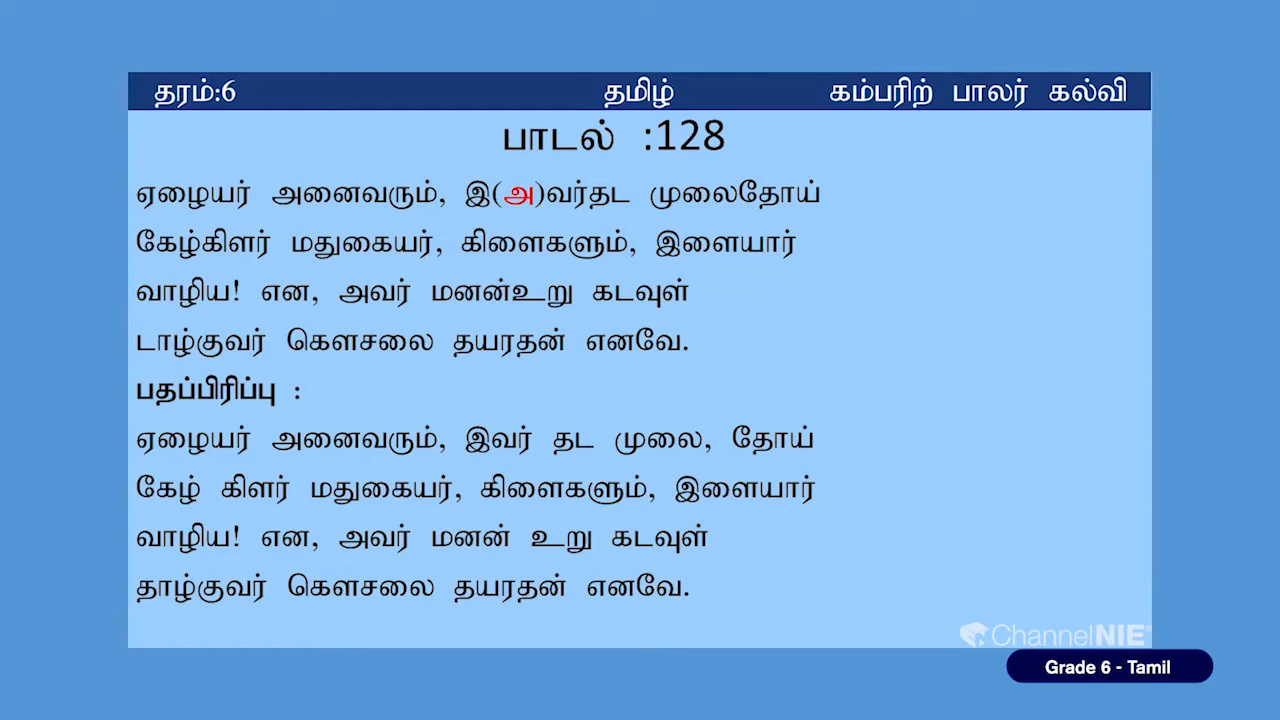 தரம்:6 தமிழ் கம்பரிற் பாலர் கல்வி
பாடல் :128
ஏழையர் அனைவரும், இ(அ)வர்தட முலைதோய்
கேழ்கிளர் மதுகையர், கிளைகளும், இளையார்
வாழிய! என, அவர் மனன்உறு கடவுள்
டாழ்குவர் கௌசலை தயரதன் எனவே.
பதப்பிரிப்பு :
ஏழையர் அனைவரும், இவர் தட முலை, தோய்
கேழ் கிளர் மதுகையர், கிளைகளும், இளையார்
வாழிய! என, அவர் மனன் உறு கடவுள்
தாழ்குவர் கௌசலை தயரதன் எனவே.
ChannelNIE
Grade 6 - Tamil